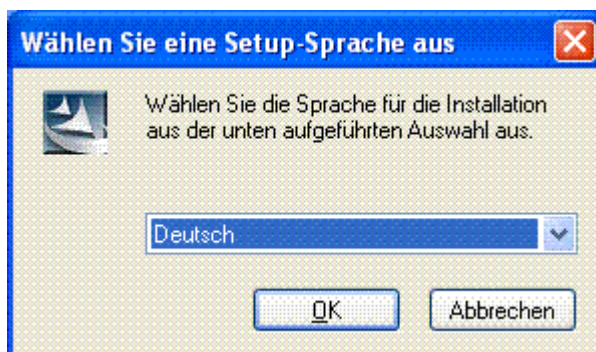 Wählen Sie eine Setup-Sprache aus
Wählen Sie die Sprache für die Installation
aus der unten aufgeführten Auswahl aus.
Deutsch
OK
Abbrechen